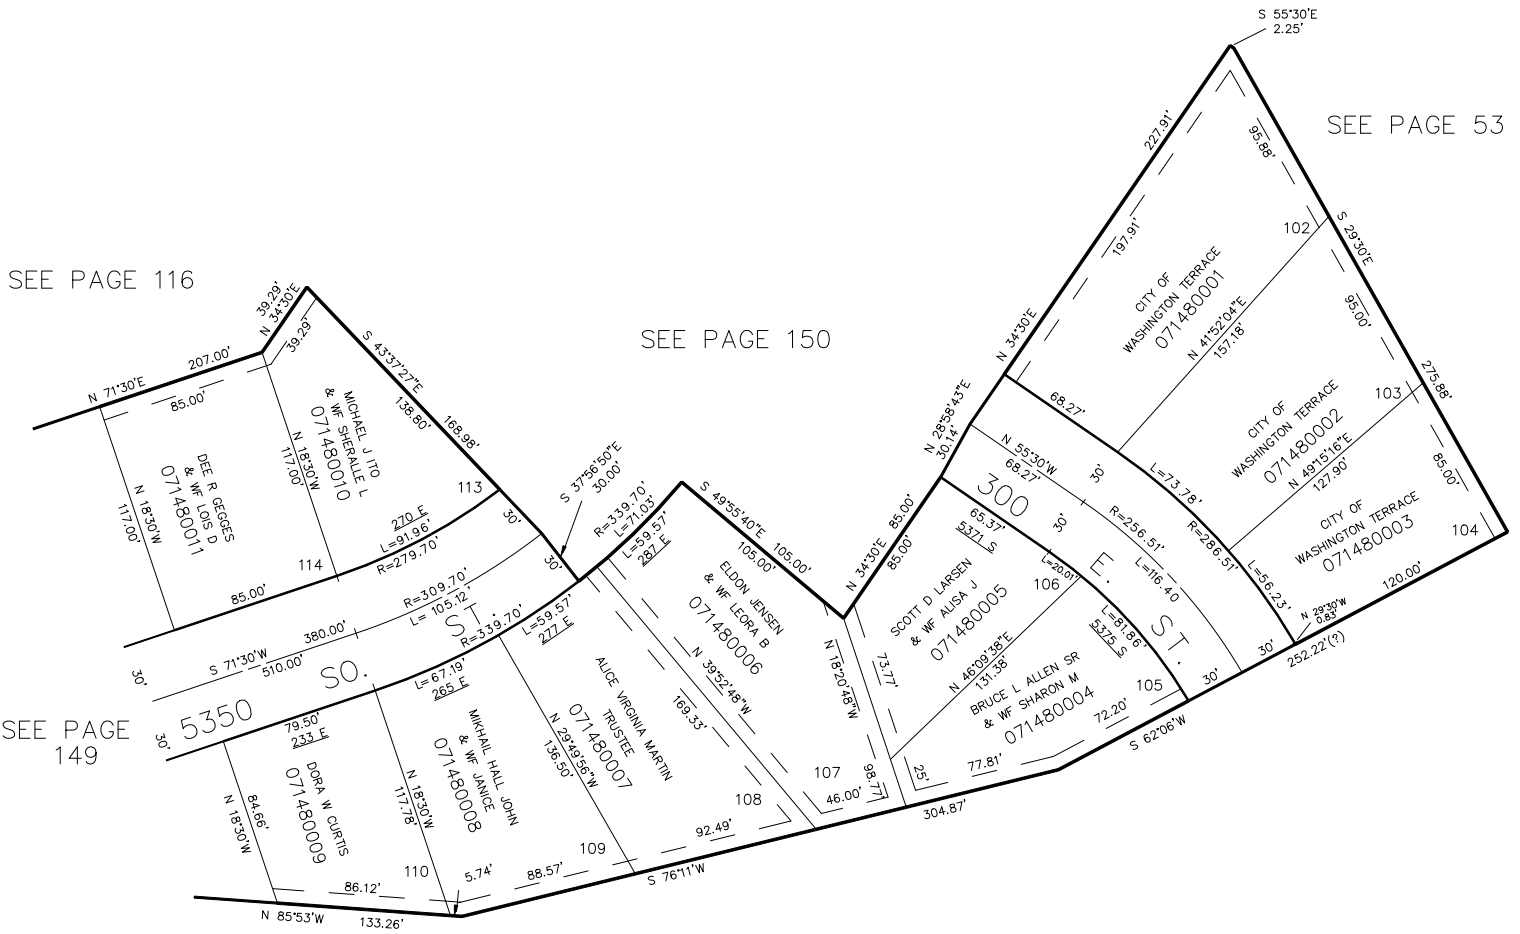 S 55°30'E
2.25'
SEE PAGE 53
227.91'
95.88'
197.91'
102
S 29°30'E
N 34°30'E
CITY OF
WASHINGTON TERRACE
071480001
N 41°52'04"E
157.18'
95.00'
275.88'
SEE PAGE 116
39.29'
N 34°30'E
39.29'
207.00'
N 71°30'E
85.00'
S 43°37'27"E
138.80'
168.98'
SEE PAGE 150
MICHAEL J ITO
& WF SHERALLE L
071480010
N 18°30'W
117.00'
113
DEE R GEGGES
& WF LOIS D
071480011
N 18°30'W
117.00'
114
85.00'
270 E
L=91.96'
R=279.70'
30'
30'
S 37°56'50"E
30.00'
R=339.70'
L=71.03'
L=59.57'
287 E
S 49°55'40"E
105.00'
105.00'
N 28°58'43"E
30.14'
68.27'
N 55°30'W
68.27'
30'
30'
CITY OF
WASHINGTON TERRACE
071480002
103
N 49°15'16"E
127.90'
85.00'
104
CITY OF
WASHINGTON TERRACE
071480003
120.00'
L=73.78'
R=286.51'
L=56.23'
R=256.51'
L=116.40
300 E. ST.
N 29°30'W
0.83'
252.22'(?)
30'
30'
N 34°30'E
85.00'
85.00'
65.37'
5371 S
L=20.01'
106
L=81.86'
5375 S
SCOTT D LARSEN
& WF ALISA J
071480005
N 46°09'38"E
131.38'
BRUCE L ALLEN SR
& WF SHARON M
071480004
105
72.20'
S 62°06'W
77.81'
25'
73.77'
98.77'
N 18°20'48"W
ELDON JENSEN
& WF LEORA B
071480006
107
46.00'
304.87'
N 39°52'48"W
169.33'
ALICE VIRGINIA MARTIN
TRUSTEE
071480007
108
92.49'
N 29°49'56"W
136.50'
R=309.70'
L= 105.12'
R=339.70'
L=59.57'
277 E
380.00'
S 71°30'W
510.00'
30'
30'
5350 SO. ST.
SEE PAGE
149
79.50'
233 E
L=67.19'
265 E
MIKHAIL HALL JOHN
& WF JANICE
071480008
109
88.57'
S 76°11'W
N 18°30'W
117.78'
DORA W CURTIS
071480009
84.66'
N 18°30'W
110
86.12'
5.74'
N 85°53'W
133.26'